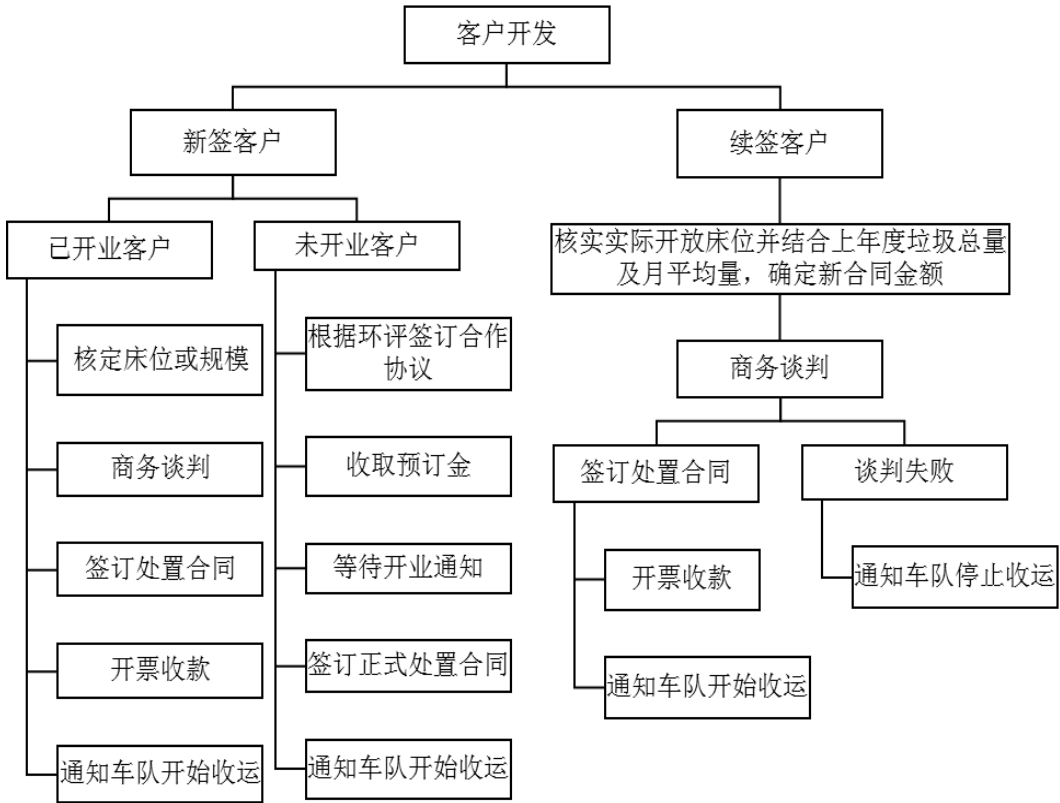 客户开发
新签客户
续签客户
已开业客户
未开业客户
核实实际开放床位并结合上年度垃圾总量
及月平均量，确定新合同金额
核定床位或规模
根据环评签订合作
协议
商务谈判
商务谈判
收取预订金
签订处置合同
谈判失败
签订处置合同
等待开业通知
开票收款
通知车队停止收运
开票收款
签订正式处置合同
通知车队开始收运
通知车队开始收运
通知车队开始收运